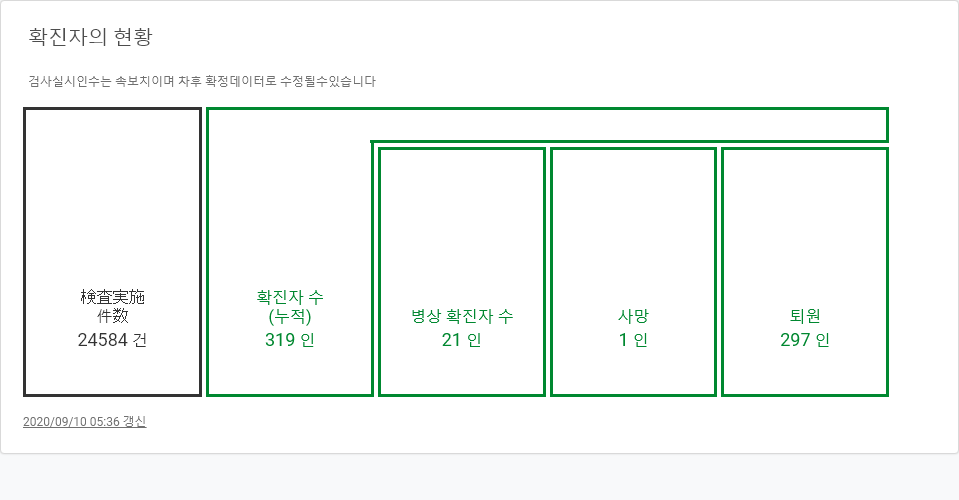 확진자의 현황
검사실시인수는 속보치이며 차후 확정데이터로 수정될수있습니다
検査実施
件数
24584 건
확진자 수
(누적)
319 인
병상 확진자 수
21 인
사망
1 인
퇴원
297 인
2020/09/10 05:36 갱신